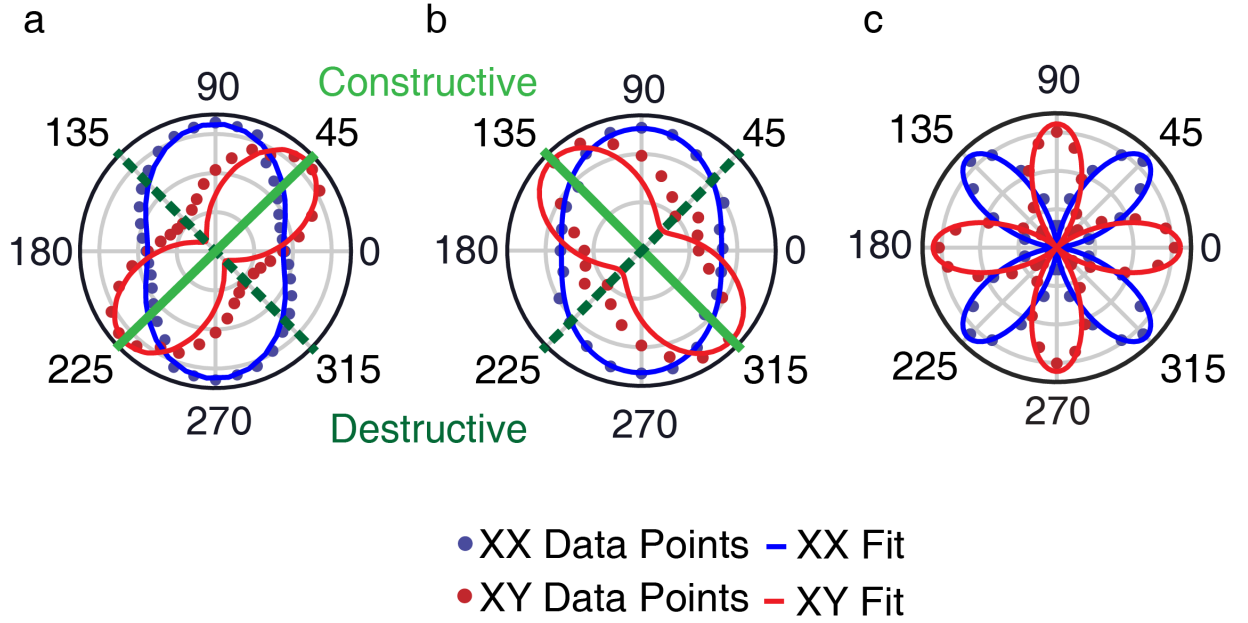 a
b
c
Constructive
90
135
45
180
0
225
315
270
90
135
45
180
0
225
315
270
90
135
45
180
0
225
315
270
Destructive
XX Data Points
XX Fit
XY Data Points
XY Fit